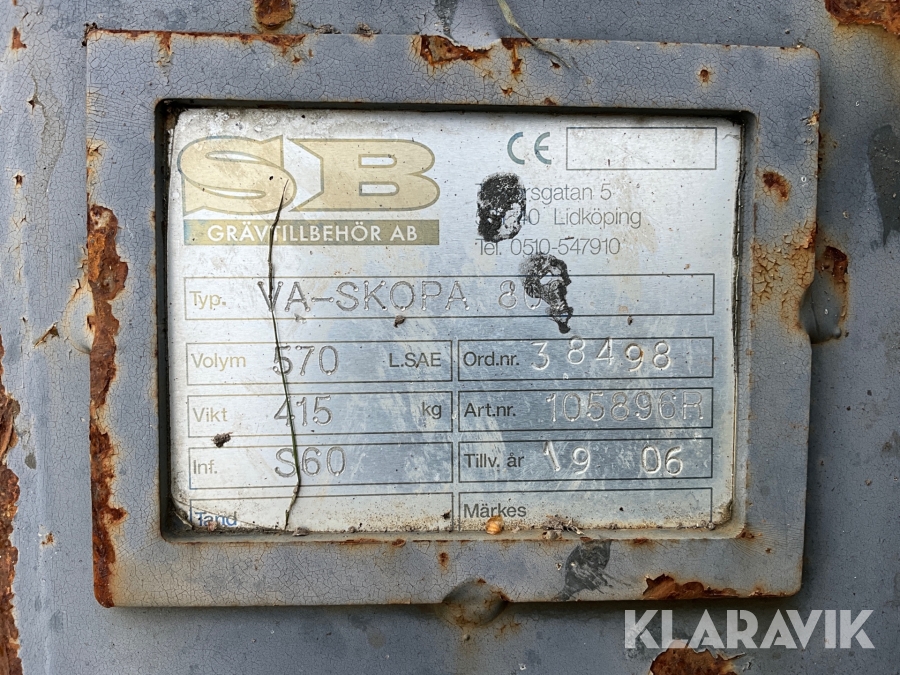 SB
GRÄVTILLBEHÖR AB
CE
5
Lidköping
Tel. 0510-547910
Typ. VA-SKOPA
Volym 570 L.SAE
Ord.nr. 38498
Vikt 415 kg
Art.nr. 105896R
Inf. S60
Tillv. år 19 06
Tand
Märkes
KLARAVIK